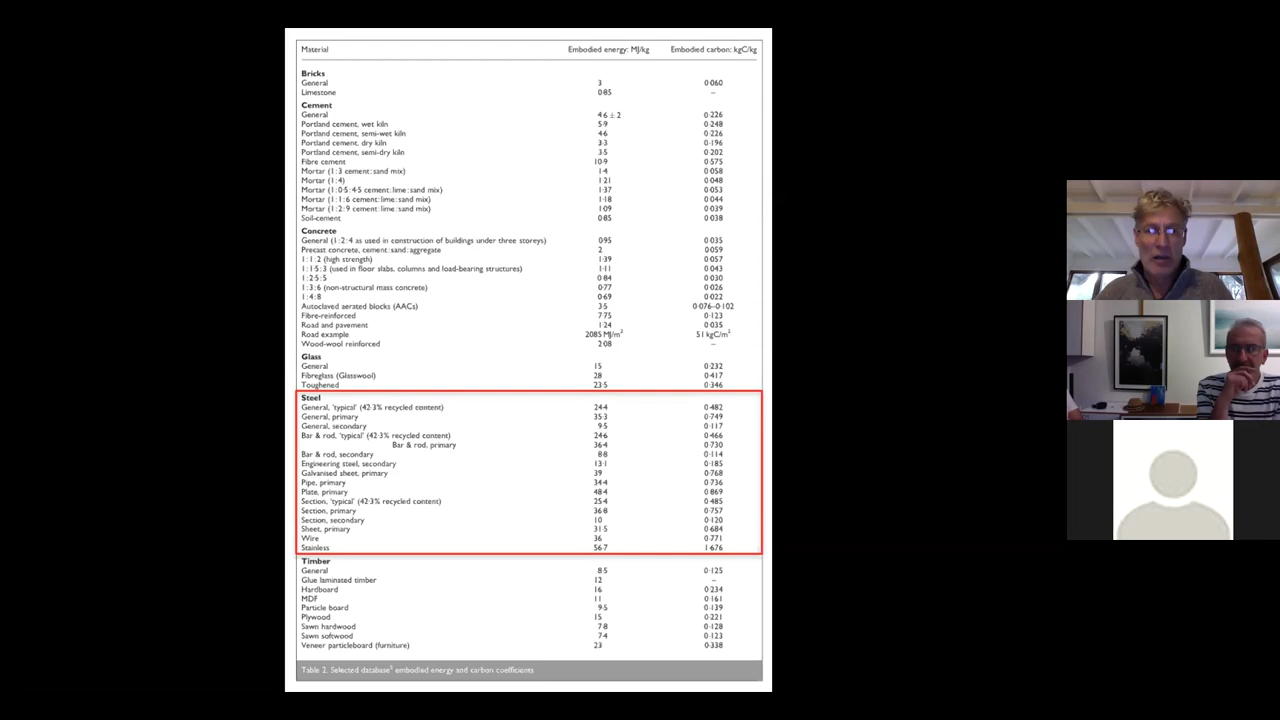 Material Embodied energy: MJ/kg Embodied carbon: kgC/kg
Bricks
General 3 0·060
Limestone 0·85 –
Cement
General 4·6 ± 2 0·226
Portland cement, wet kiln 5·9 0·248
Portland cement, semi-wet kiln 4·6 0·226
Portland cement, dry kiln 3·3 0·196
Portland cement, semi-dry kiln 3·5 0·202
Fibre cement 10·9 0·575
Mortar (1 : 3 cement : sand mix) 1·4 0·058
Mortar (1 : 4) 1·21 0·048
Mortar (1 : 0·5 : 4·5 cement : lime : sand mix) 1·37 0·053
Mortar (1 : 1 : 6 cement : lime : sand mix) 1·18 0·044
Mortar (1 : 2 : 9 cement : lime : sand mix) 1·09 0·039
Soil-cement 0·85 0·038
Concrete
General (1 : 2 : 4 as used in construction of buildings under three storeys) 0·95 0·035
Precast concrete, cement : sand : aggregate 2 0·059
1 : 1 : 2 (high strength) 1·39 0·057
1 : 1·5 : 3 (used in floor slabs, columns and load-bearing structures) 1·11 0·043
1 : 2·5 : 5 0·84 0·030
1 : 3 : 6 (non-structural mass concrete) 0·77 0·026
1 : 4 : 8 0·69 0·022
Autoclaved aerated blocks (AACs) 3·5 0·076–0·102
Fibre-reinforced 7·75 0·123
Road and pavement 1·24 0·035
Road example 2085 MJ/m² 51 kgC/m²
Wood-wool reinforced 2·08 –
Glass
General 15 0·232
Fibreglass (Glasswool) 28 0·417
Toughened 23·5 0·346
Steel
General, 'typical' (42·3% recycled content) 24·4 0·482
General, primary 35·3 0·749
General, secondary 9·5 0·117
Bar & rod, 'typical' (42·3% recycled content) 24·6 0·466
Bar & rod, primary 36·4 0·730
Bar & rod, secondary 8·8 0·114
Engineering steel, secondary 13·1 0·185
Galvanised sheet, primary 39 0·768
Pipe, primary 34·4 0·736
Plate, primary 48·4 0·869
Section, 'typical' (42·3% recycled content) 25·4 0·485
Section, primary 36·8 0·757
Section, secondary 10 0·120
Sheet, primary 31·5 0·684
Wire 36 0·771
Stainless 56·7 1·676
Timber
General 8·5 0·125
Glue laminated timber 12 –
Hardboard 16 0·234
MDF 11 0·161
Particle board 9·5 0·139
Plywood 15 0·221
Sawn hardwood 7·8 0·128
Sawn softwood 7·4 0·123
Veneer particleboard (furniture) 23 0·338
Table 2. Selected database⁵ embodied energy and carbon coefficients